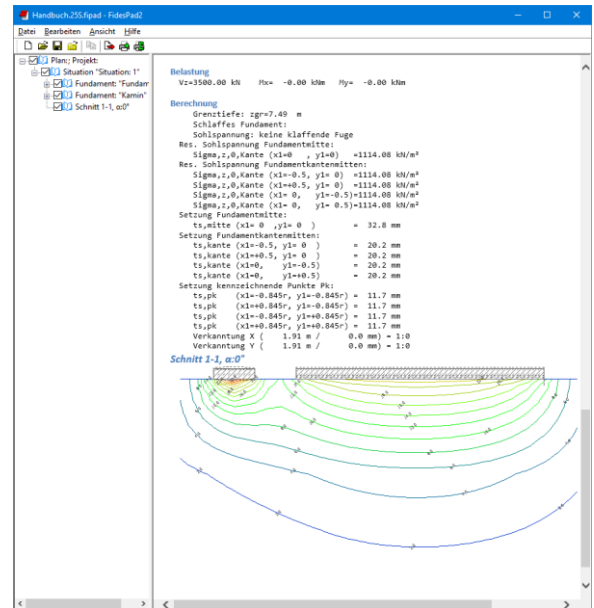 Handbuch.255.fipad - FidesPad2
Datei Bearbeiten Ansicht Hilfe
Plan:; Projekt:
Situation "Situation: 1"
Fundament: "Fundam
Fundament: "Kamin"
Schnitt 1-1, α:0°
Belastung
Vz=3500.00 kN Mx= -0.00 kNm My= -0.00 kNm
Berechnung
Grenztiefe: zgr=7.49 m
Schlaffes Fundament:
Sohlspannung: keine klaffende Fuge
Res. Sohlspannung Fundamentmitte:
Sigma,z,0,Kante (x1=0 , y1=0) =1114.08 kN/m²
Res. Sohlspannung Fundamentkantenmitten:
Sigma,z,0,Kante (x1=-0.5, y1= 0) =1114.08 kN/m²
Sigma,z,0,Kante (x1=+0.5, y1= 0) =1114.08 kN/m²
Sigma,z,0,Kante (x1= 0, y1=-0.5)=1114.08 kN/m²
Sigma,z,0,Kante (x1= 0, y1= 0.5)=1114.08 kN/m²
Setzung Fundamentmitte:
ts,mitte (x1= 0 ,y1= 0 ) = 32.8 mm
Setzung Fundamentkantenmitten:
ts,kante (x1=-0.5, y1= 0 ) = 20.2 mm
ts,kante (x1=+0.5, y1= 0 ) = 20.2 mm
ts,kante (x1=0, y1=-0.5) = 20.2 mm
ts,kante (x1=0, y1=+0.5) = 20.2 mm
Setzung kennzeichnende Punkte Pk:
ts,pk (x1=-0.845r, y1=-0.845r) = 11.7 mm
ts,pk (x1=+0.845r, y1=-0.845r) = 11.7 mm
ts,pk (x1=-0.845r, y1=+0.845r) = 11.7 mm
ts,pk (x1=+0.845r, y1=+0.845r) = 11.7 mm
Verkanntung X ( 1.91 m / 0.0 mm) = 1:0
Verkanntung Y ( 1.91 m / 0.0 mm) = 1:0
Schnitt 1-1, α:0°